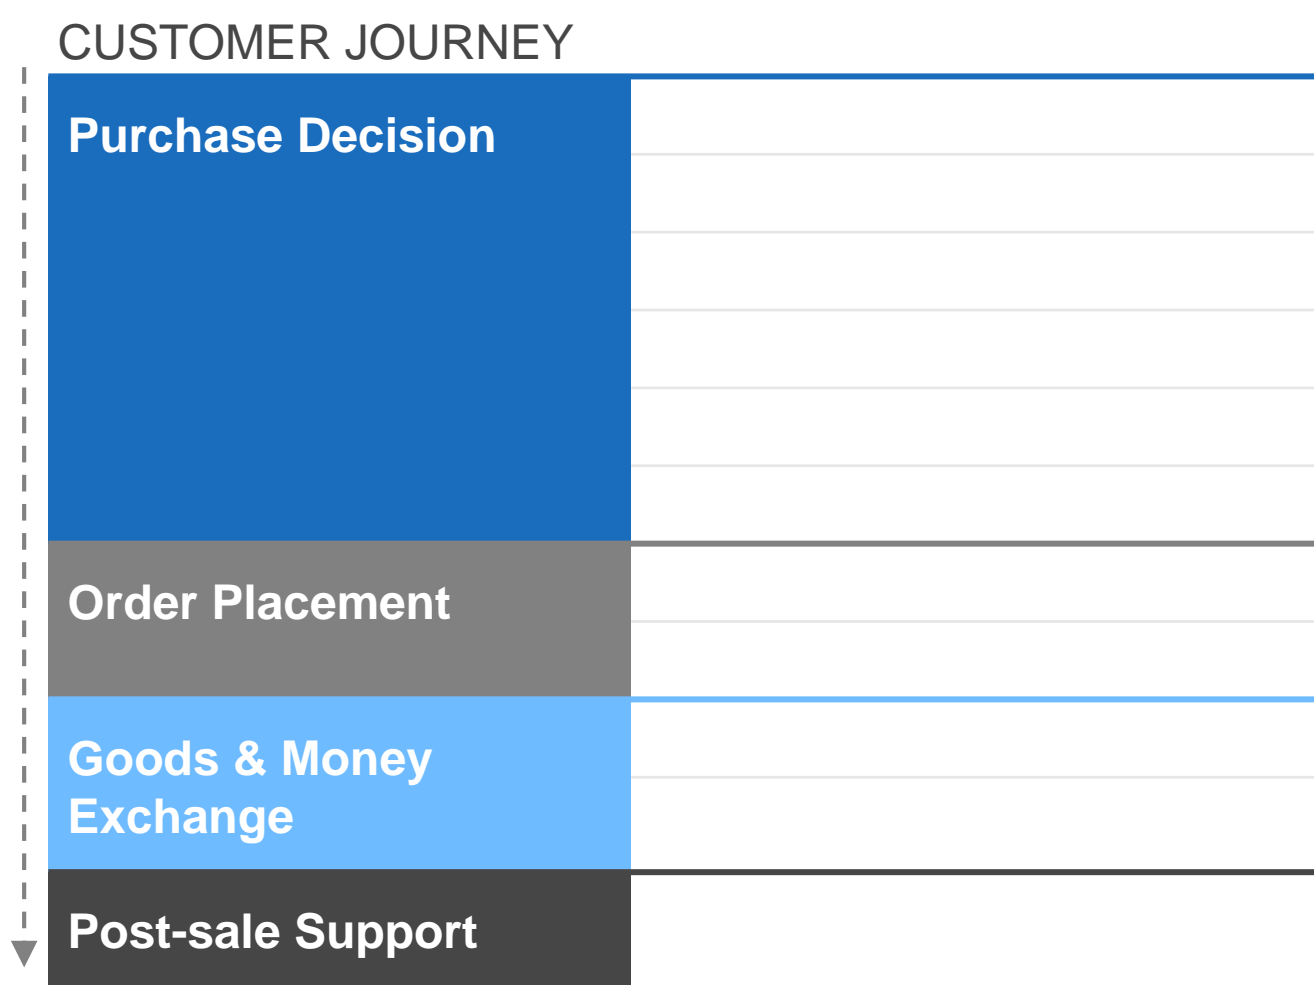 CUSTOMER JOURNEY
Purchase Decision
Order Placement
Goods & Money
Exchange
Post-sale Support